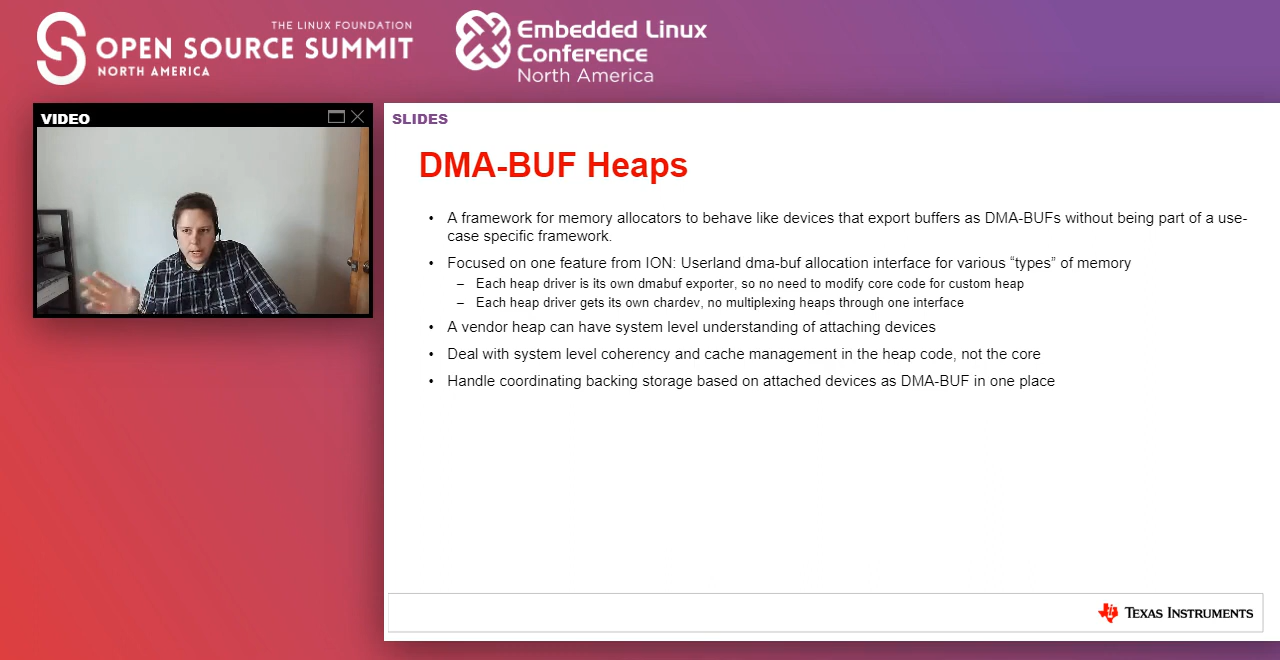 THE LINUX FOUNDATION
OPEN SOURCE SUMMIT
NORTH AMERICA
Embedded Linux
Conference
North America
VIDEO
SLIDES
DMA-BUF Heaps
• A framework for memory allocators to behave like devices that export buffers as DMA-BUFs without being part of a use-
case specific framework.
• Focused on one feature from ION: Userland dma-buf allocation interface for various “types” of memory
– Each heap driver is its own dmabuf exporter, so no need to modify core code for custom heap
– Each heap driver gets its own chardev, no multiplexing heaps through one interface
• A vendor heap can have system level understanding of attaching devices
• Deal with system level coherency and cache management in the heap code, not the core
• Handle coordinating backing storage based on attached devices as DMA-BUF in one place
TEXAS INSTRUMENTS